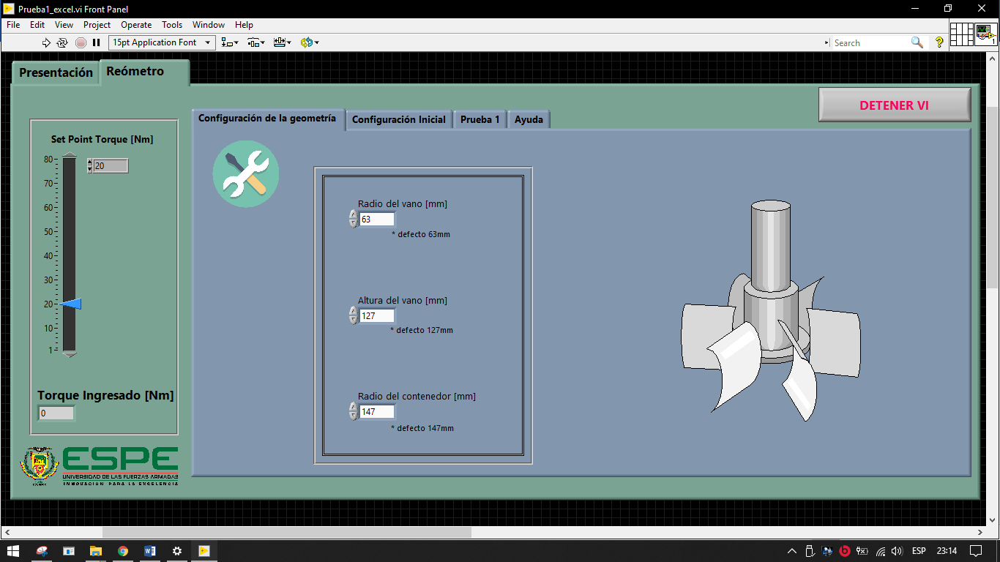 Prueba1_excel.vi Front Panel
File Edit View Project Operate Tools Window Help
15pt Application Font
Search
1
Presentación
Reómetro
DETENER VI
Configuración de la geometría
Configuración Inicial
Prueba 1
Ayuda
Set Point Torque [Nm]
80
70
60
50
40
30
20
10
1
20
Torque Ingresado [Nm]
0
Radio del vano [mm]
63
* defecto 63mm
Altura del vano [mm]
127
* defecto 127mm
Radio del contenedor [mm]
147
* defecto 147mm
ESPE
UNIVERSIDAD DE LAS FUERZAS ARMADAS
INNOVACIÓN PARA LA EXCELENCIA
ESP
23:14